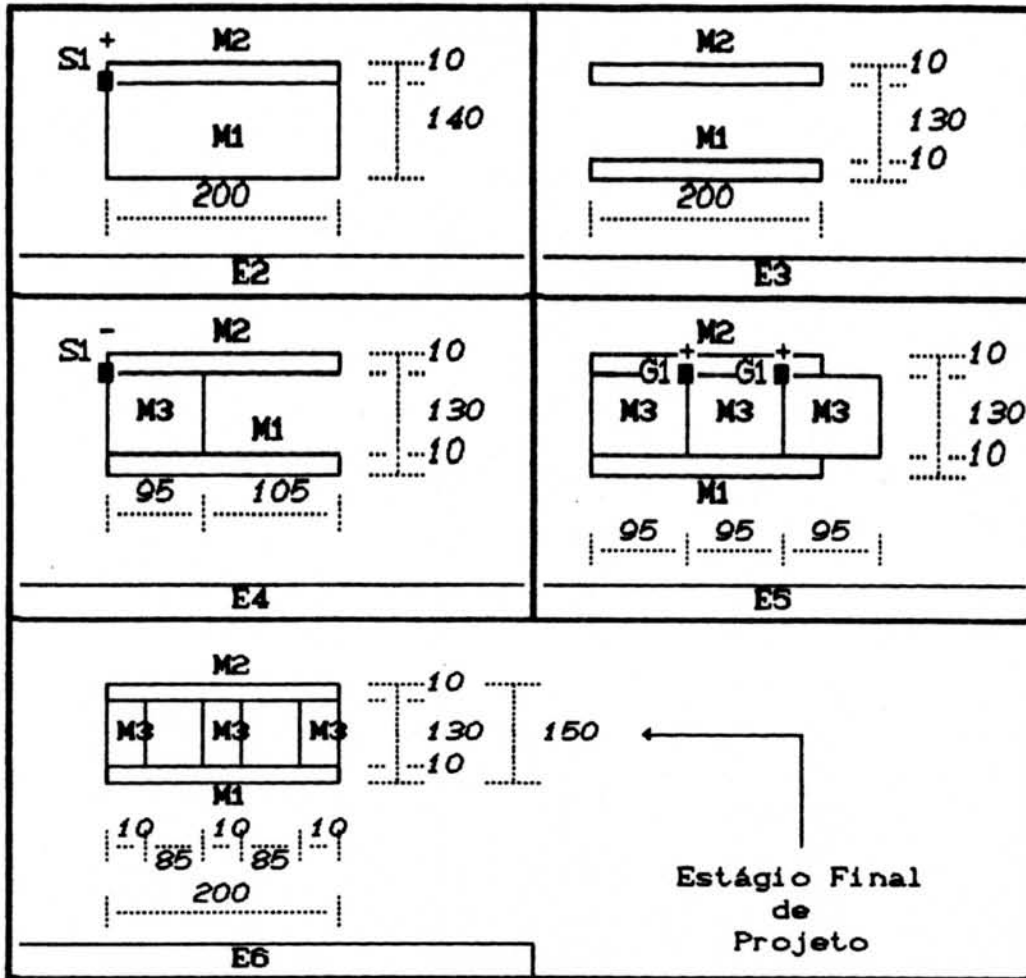 +
S1
M2
10
140
M1
200
E2
M2
10
130
M1
10
200
E3
-
S1
M2
10
M3
130
M1
10
95 105
E4
M2
+ +
10
G1 G1
M3 M3 M3
130
10
M1
95 95 95
E5
M2
10
M3 M3 M3
130 150
10
M1
10 10 10
85 85
200
Estágio Final
de
Projeto
E6